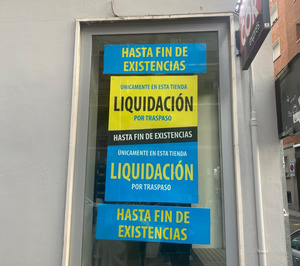 HASTA FIN DE
EXISTENCIAS
ÚNICAMENTE EN ESTA TIENDA
LIQUIDACIÓN
POR TRASPASO
HASTA FIN DE EXISTENCIAS
ÚNICAMENTE EN ESTA TIENDA
LIQUIDACIÓN
POR TRASPASO
HASTA FIN DE
EXISTENCIAS